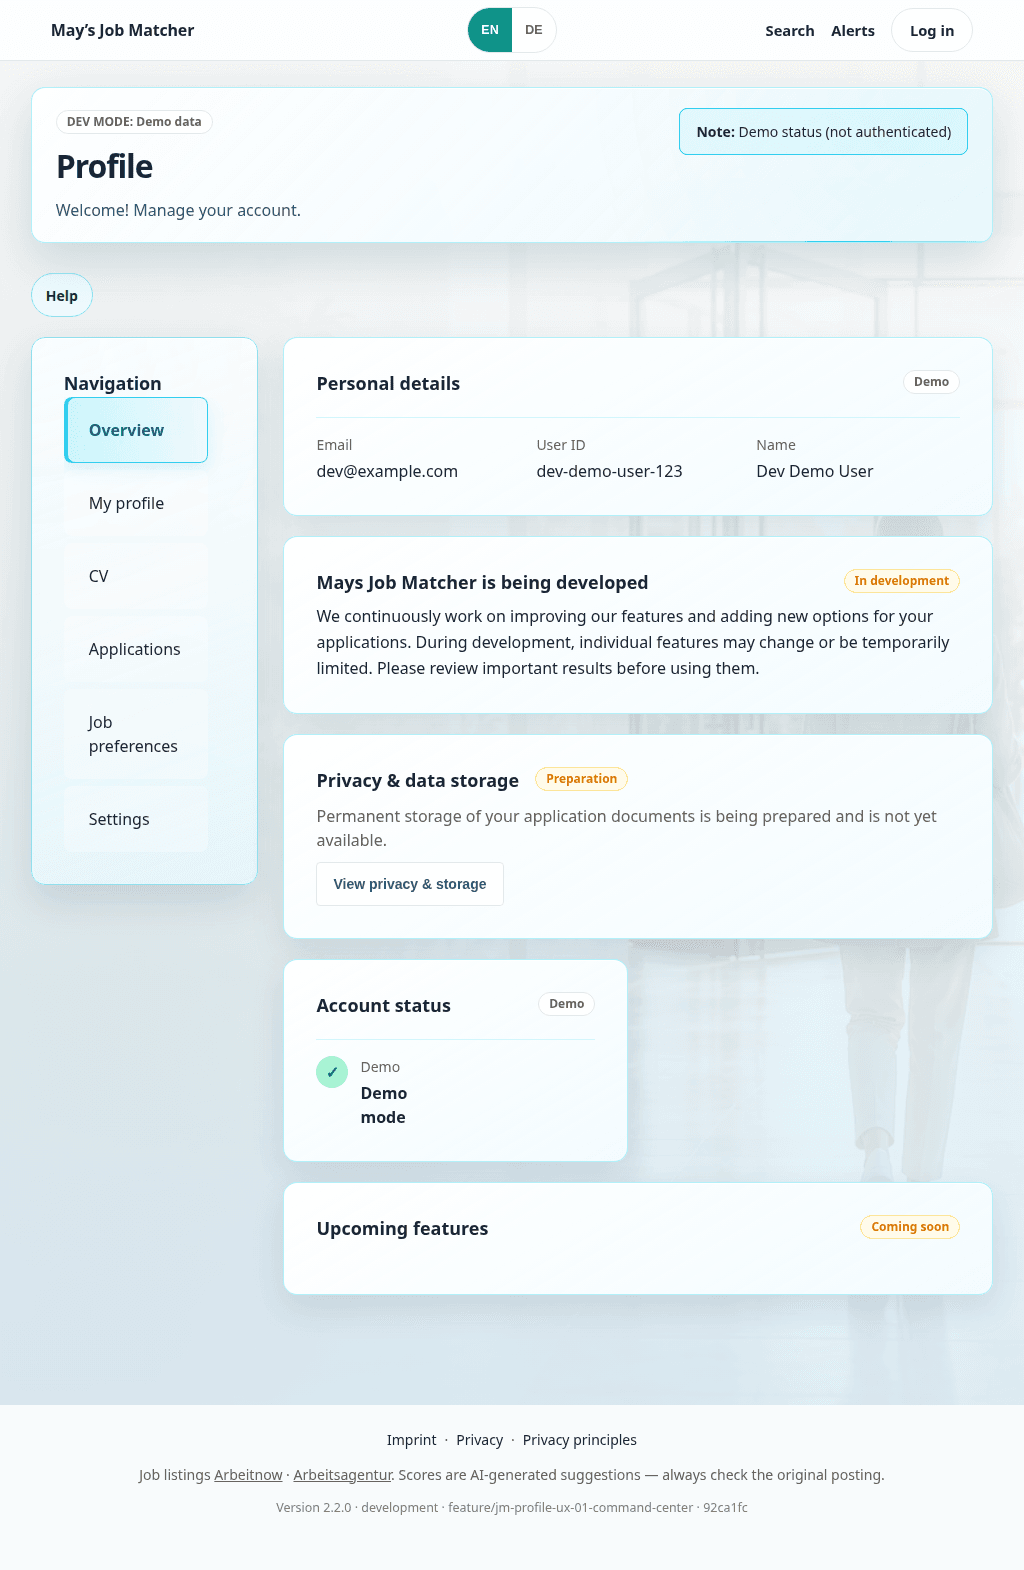 May’s Job Matcher
EN
DE
Search
Alerts
Log in
DEV MODE: Demo data
Note: Demo status (not authenticated)
Profile
Welcome! Manage your account.
Help
Navigation
Overview
My profile
CV
Applications
Job
preferences
Settings
Personal details
Demo
Email
User ID
Name
dev@example.com
dev-demo-user-123
Dev Demo User
Mays Job Matcher is being developed
In development
We continuously work on improving our features and adding new options for your
applications. During development, individual features may change or be temporarily
limited. Please review important results before using them.
Privacy & data storage
Preparation
Permanent storage of your application documents is being prepared and is not yet
available.
View privacy & storage
Account status
Demo
✓
Demo
Demo
mode
Upcoming features
Coming soon
Imprint · Privacy · Privacy principles
Job listings Arbeitnow · Arbeitsagentur. Scores are AI-generated suggestions — always check the original posting.
Version 2.2.0 · development · feature/jm-profile-ux-01-command-center · 92ca1fc